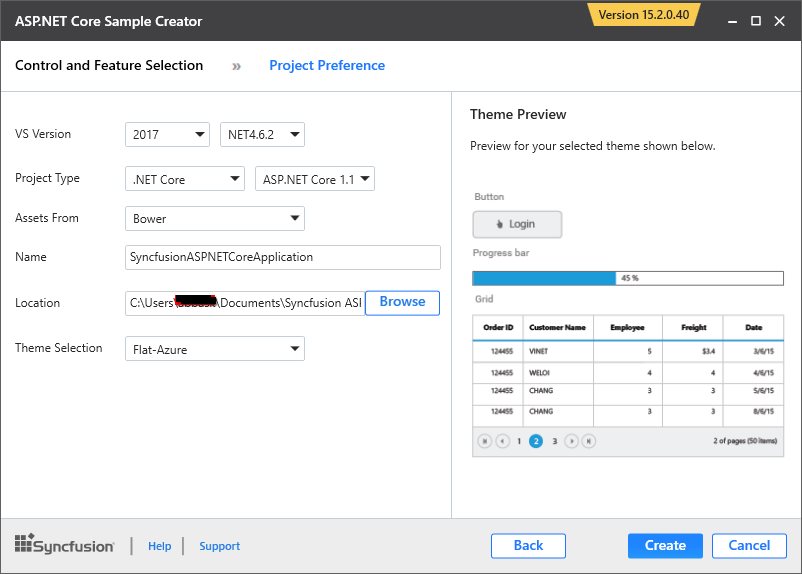 ASP.NET Core Sample Creator
Version 15.2.0.40
Control and Feature Selection » Project Preference
VS Version 2017 NET4.6.2
Project Type .NET Core ASP.NET Core 1.1
Assets From Bower
Name SyncfusionASPNETCoreApplication
Location C:\Users\ \Documents\Syncfusion ASI Browse
Theme Selection Flat-Azure
Theme Preview
Preview for your selected theme shown below.
Button
Login
Progress bar
45 %
Grid
Order ID Customer Name Employee Freight Date
124455 VINET 5 $3.4 3/6/15
124455 WELOI 4 4 4/6/15
124455 CHANG 3 3 5/6/15
124455 CHANG 3 3 8/6/15
1 2 3 2 of pages (50 items)
Syncfusion | Help | Support
Back Create Cancel